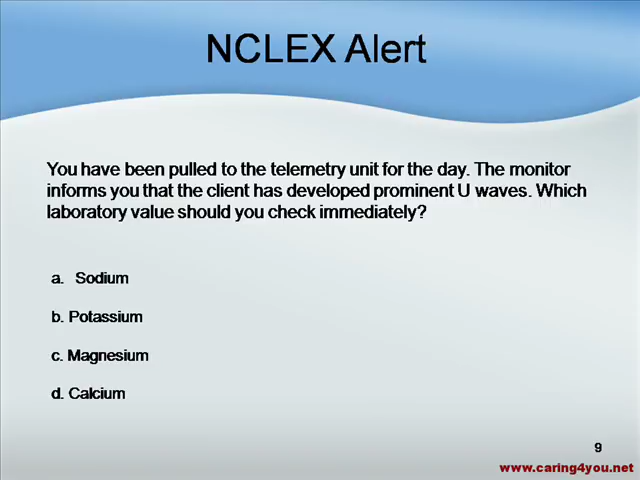 NCLEX Alert
You have been pulled to the telemetry unit for the day. The monitor
informs you that the client has developed prominent U waves. Which
laboratory value should you check immediately?
a. Sodium
b. Potassium
c. Magnesium
d. Calcium
9
www.caring4you.net